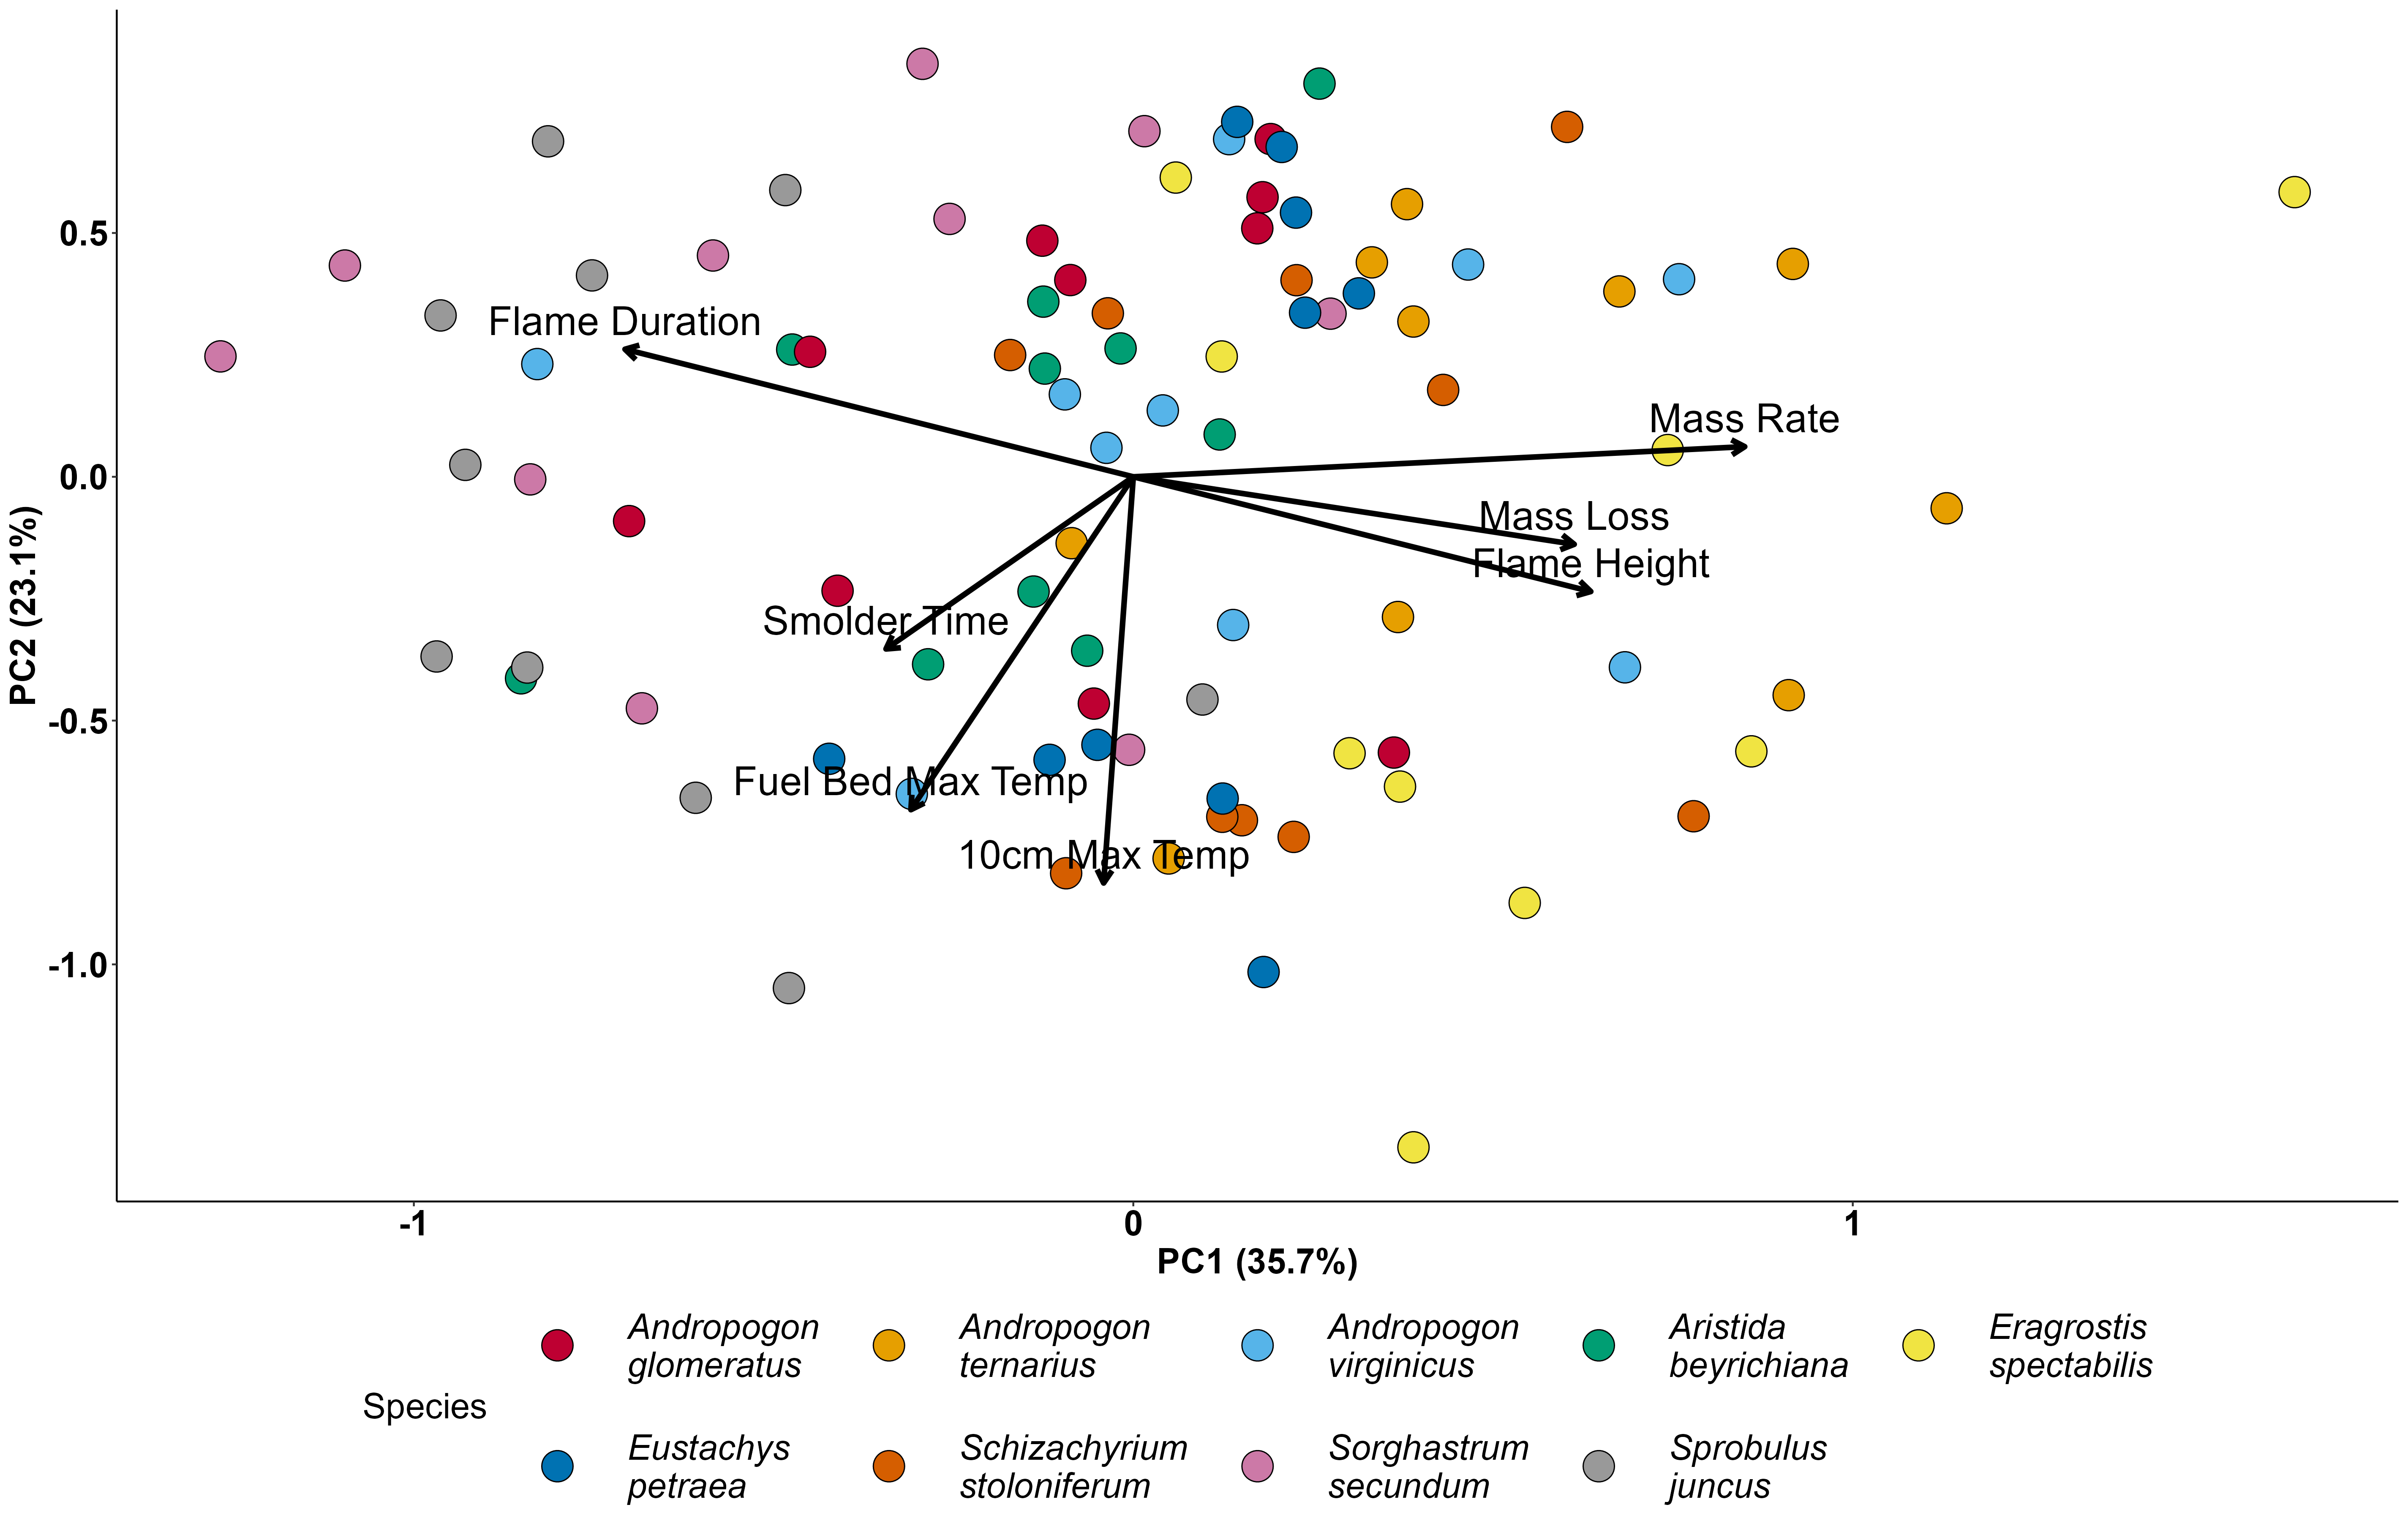 Flame Duration
Mass Rate
Mass Loss
Flame Height
Smolder Time
Fuel Bed Max Temp
10cm Max Temp
0.5
0.0
-0.5
-1.0
PC2 (23.1%)
-1
0
1
PC1 (35.7%)
Species
Andropogon
glomeratus
Andropogon
ternarius
Andropogon
virginicus
Aristida
beyrichiana
Eragrostis
spectabilis
Eustachys
petraea
Schizachyrium
stoloniferum
Sorghastrum
secundum
Sprobulus
juncus